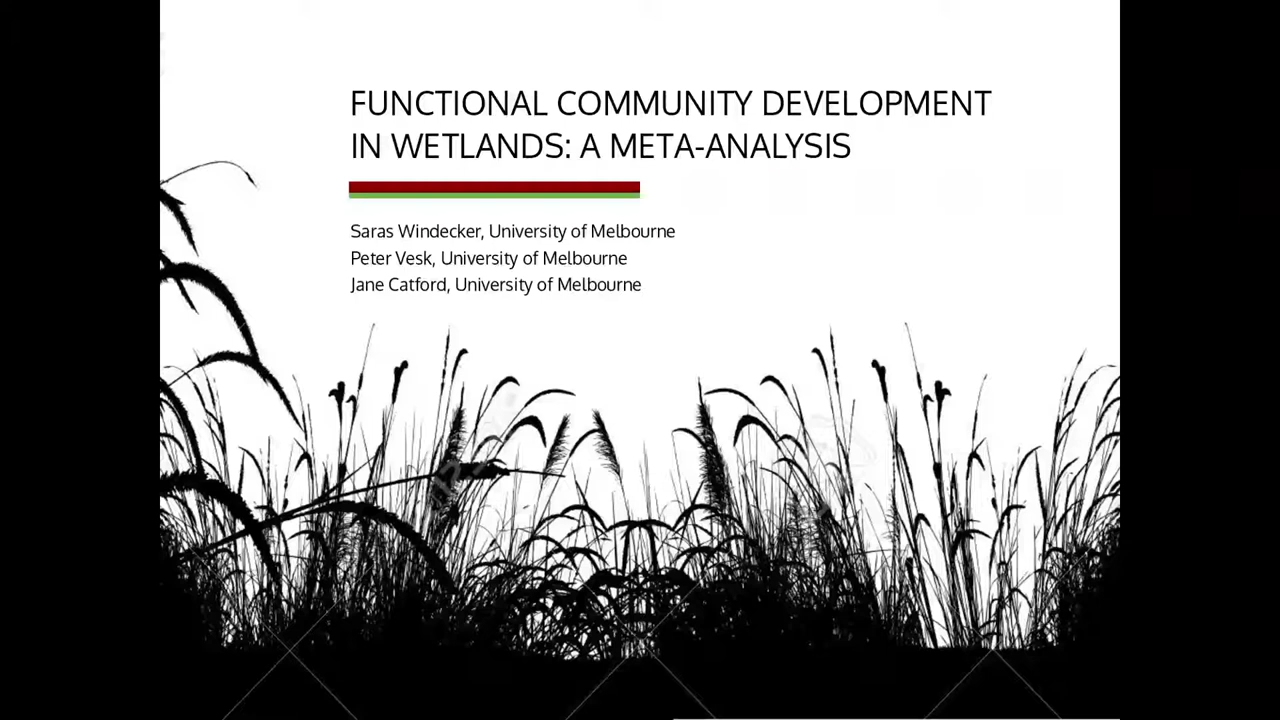 FUNCTIONAL COMMUNITY DEVELOPMENT
IN WETLANDS: A META-ANALYSIS
Saras Windecker, University of Melbourne
Peter Vesk, University of Melbourne
Jane Catford, University of Melbourne